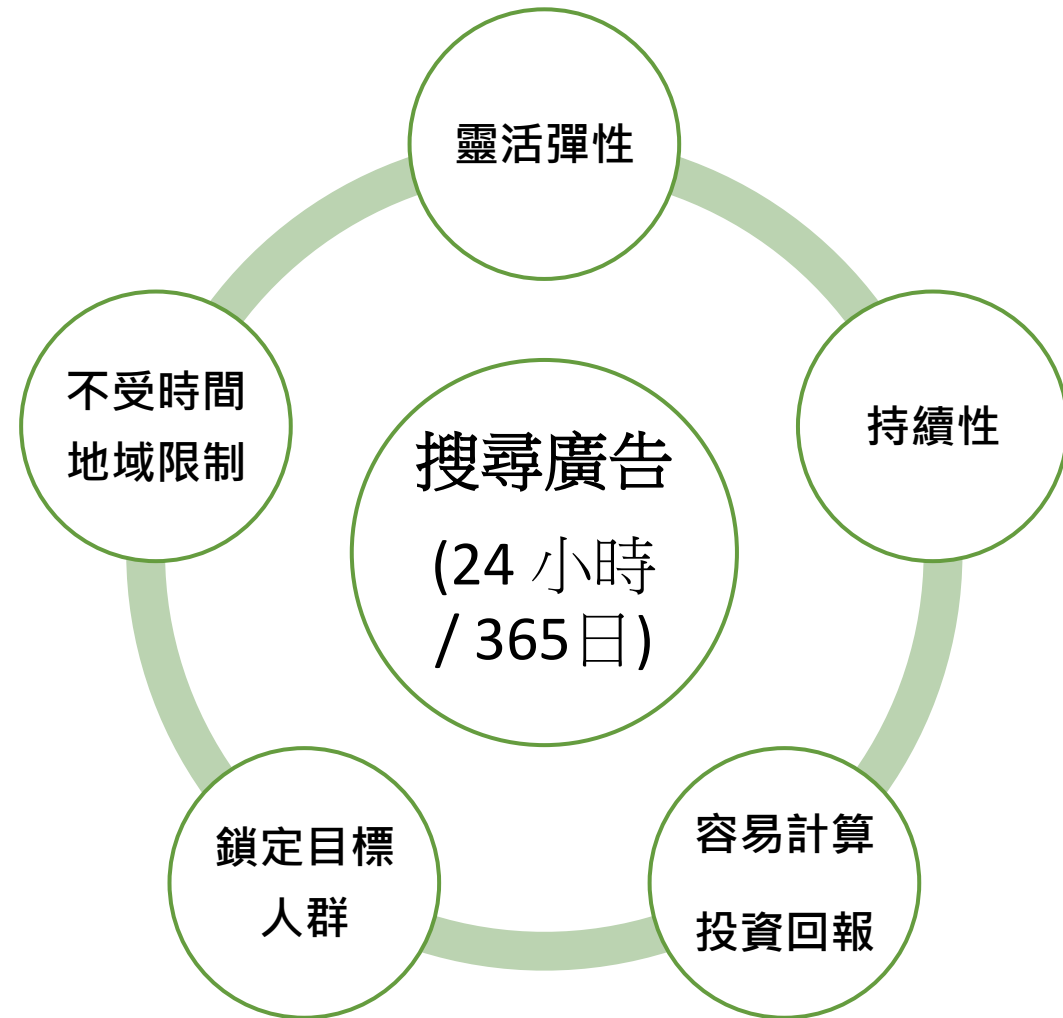 靈活彈性
不受時間
地域限制
搜尋廣告
(24 小時
/ 365日)
持續性
鎖定目標
人群
容易計算
投資回報